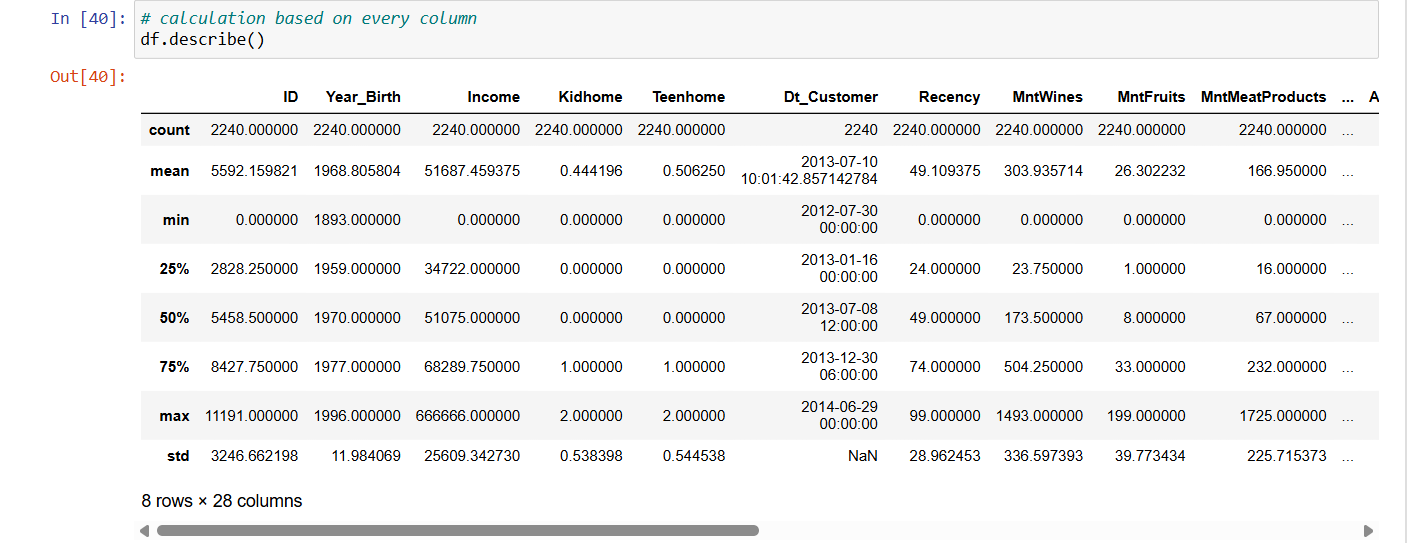 In [40]: # calculation based on every column
df.describe()
Out[40]:
ID Year_Birth Income Kidhome Teenhome Dt_Customer Recency MntWines MntFruits MntMeatProducts ... A
count 2240.000000 2240.000000 2240.000000 2240.000000 2240.000000 2240 2240.000000 2240.000000 2240.000000 2240.000000 ...
mean 5592.159821 1968.805804 51687.459375 0.444196 0.506250 2013-07-10 10:01:42.857142784 49.109375 303.935714 26.302232 166.950000 ...
min 0.000000 1893.000000 0.000000 0.000000 0.000000 2012-07-30 00:00:00 0.000000 0.000000 0.000000 0.000000 ...
25% 2828.250000 1959.000000 34722.000000 0.000000 0.000000 2013-01-16 00:00:00 24.000000 23.750000 1.000000 16.000000 ...
50% 5458.500000 1970.000000 51075.000000 0.000000 0.000000 2013-07-08 12:00:00 49.000000 173.500000 8.000000 67.000000 ...
75% 8427.750000 1977.000000 68289.750000 1.000000 1.000000 2013-12-30 06:00:00 74.000000 504.250000 33.000000 232.000000 ...
max 11191.000000 1996.000000 666666.000000 2.000000 2.000000 2014-06-29 00:00:00 99.000000 1493.000000 199.000000 1725.000000 ...
std 3246.662198 11.984069 25609.342730 0.538398 0.544538 NaN 28.962453 336.597393 39.773434 225.715373 ...
8 rows × 28 columns